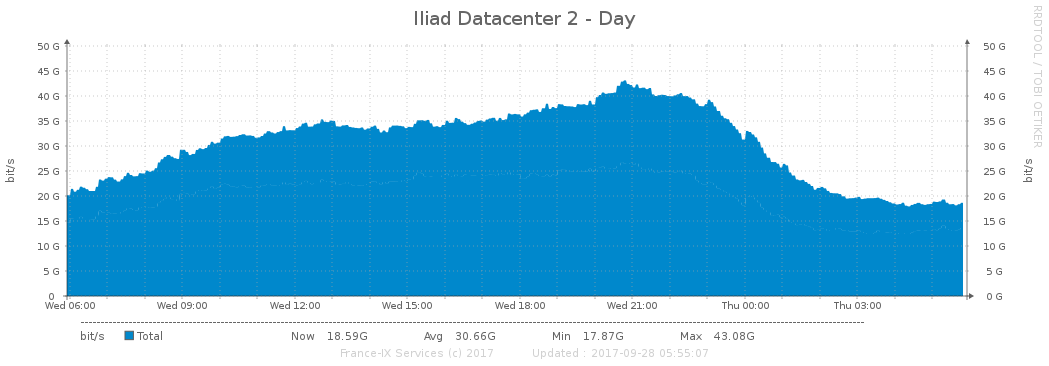 Iliad Datacenter 2 - Day
RRDTOOL / TOBI OETIKER
50 G 50 G
45 G 45 G
40 G 40 G
35 G 35 G
30 G 30 G
25 G 25 G
20 G 20 G
15 G 15 G
10 G 10 G
5 G 5 G
0 0 G
bit/s bit/s
Wed 06:00 Wed 09:00 Wed 12:00 Wed 15:00 Wed 18:00 Wed 21:00 Thu 00:00 Thu 03:00
bit/s Total Now 18.59G Avg 30.66G Min 17.87G Max 43.08G
France-IX Services (c) 2017 Updated : 2017-09-28 05:55:07